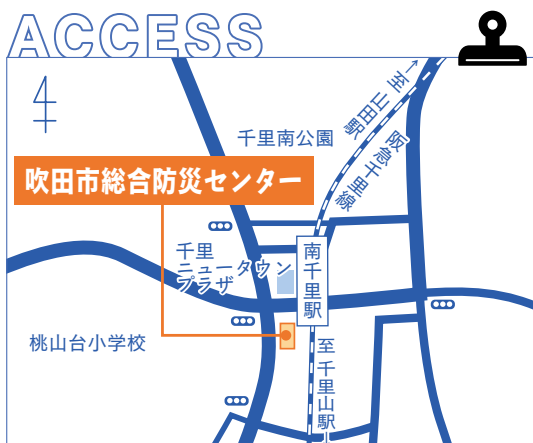 ACCESS
→至山田駅
阪急千里線
千里南公園
吹田市総合防災センター
千里
ニュータウン
プラザ
南千里駅
桃山台小学校
至千里山駅→